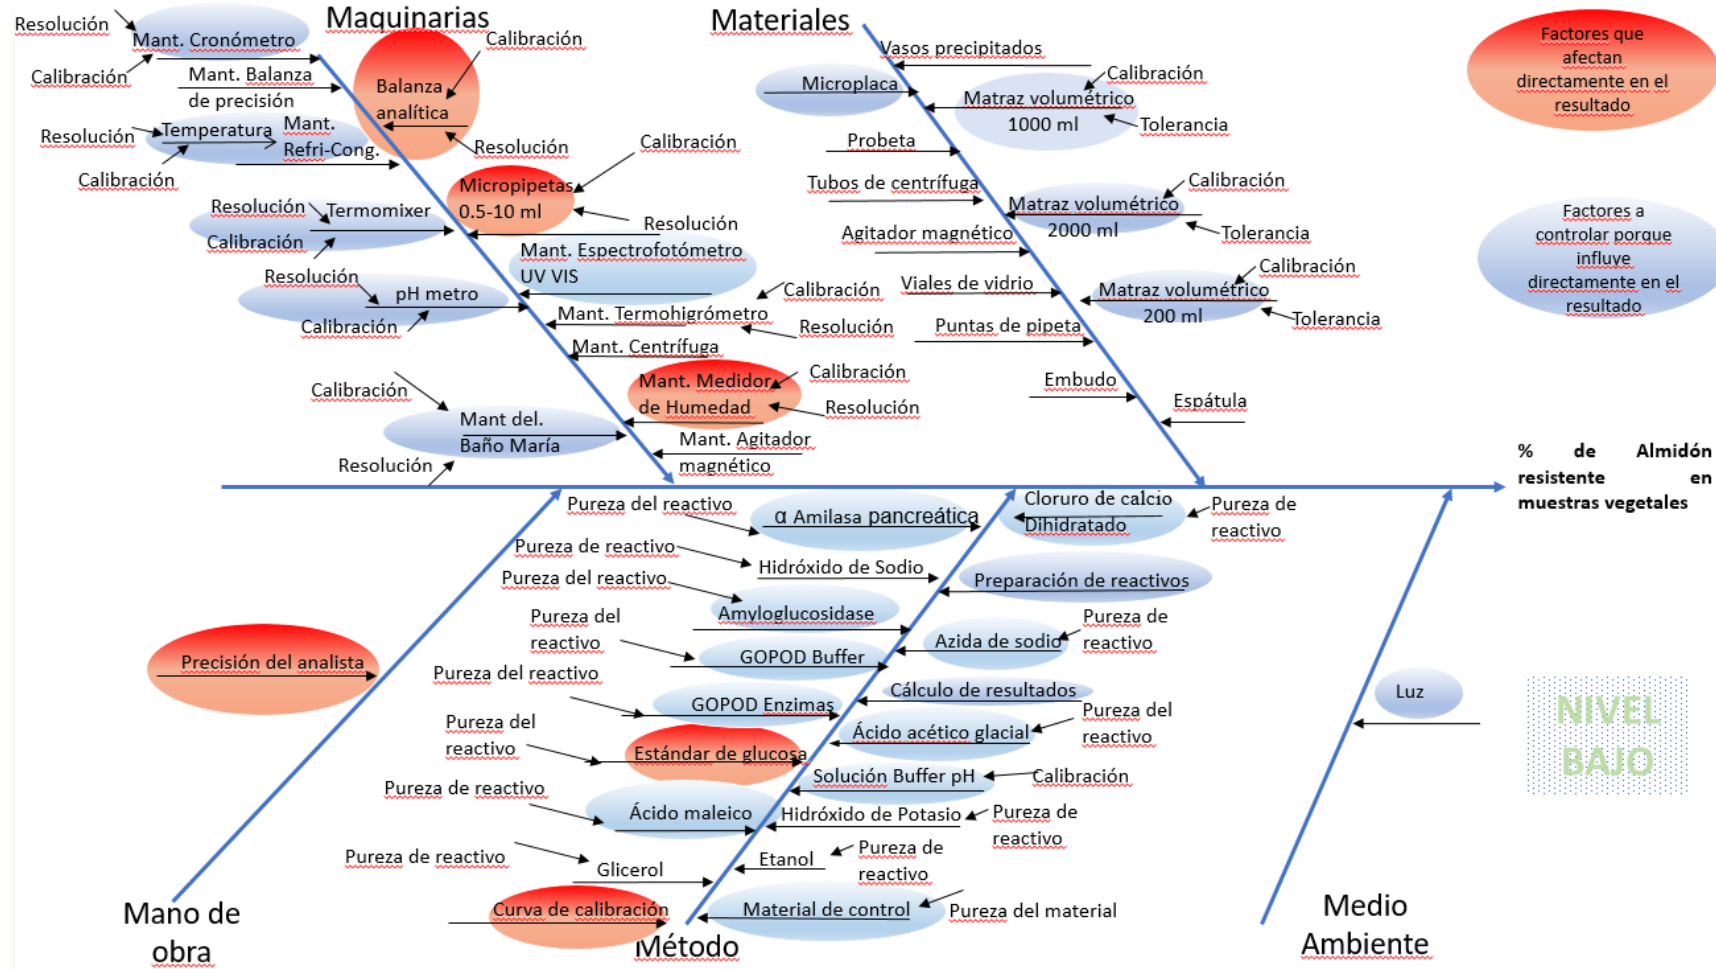 Maquinarias
Resolución
Mant. Cronómetro
Calibración
Mant. Balanza
de precisión
Balanza
analítica
Calibración
Resolución
Resolución
Temperatura
Calibración
Mant.
Refri-Cong.
Micropipetas
0.5-10 ml
Calibración
Resolución
Resolución
Termomixer
Calibración
Mant. Espectrofotómetro
UV VIS
Resolución
pH metro
Calibración
Mant. Termohigrómetro
Calibración
Resolución
Mant. Centrífuga
Mant. Medidor
de Humedad
Calibración
Resolución
Calibración
Mant del.
Baño María
Resolución
Mant. Agitador
magnético
Materiales
Vasos precipitados
Microplaca
Matraz volumétrico
1000 ml
Calibración
Tolerancia
Probeta
Tubos de centrífuga
Matraz volumétrico
2000 ml
Calibración
Tolerancia
Agitador magnético
Viales de vidrio
Matraz volumétrico
200 ml
Calibración
Tolerancia
Puntas de pipeta
Embudo
Espátula
Factores que
afectan
directamente en el
resultado
Factores a
controlar porque
influye
directamente en el
resultado
% de Almidón
resistente en
muestras vegetales
Precisión del analista
Mano de
obra
Pureza del reactivo
α Amilasa pancreática
Cloruro de calcio
Dihidratado
Pureza de
reactivo
Pureza de reactivo
Hidróxido de Sodio
Preparación de reactivos
Pureza del reactivo
Amyloglucosidase
Azida de sodio
Pureza de
reactivo
Pureza del
reactivo
GOPOD Buffer
Cálculo de resultados
Pureza del reactivo
GOPOD Enzimas
Ácido acético glacial
Pureza del
reactivo
Pureza del
reactivo
Estándar de glucosa
Solución Buffer pH
Calibración
Pureza de reactivo
Ácido maleico
Hidróxido de Potasio
Pureza de
reactivo
Pureza de reactivo
Glicerol
Etanol
Pureza de
reactivo
Curva de calibración
Material de control
Pureza del material
Método
Luz
Medio
Ambiente
NIVEL
BAJO